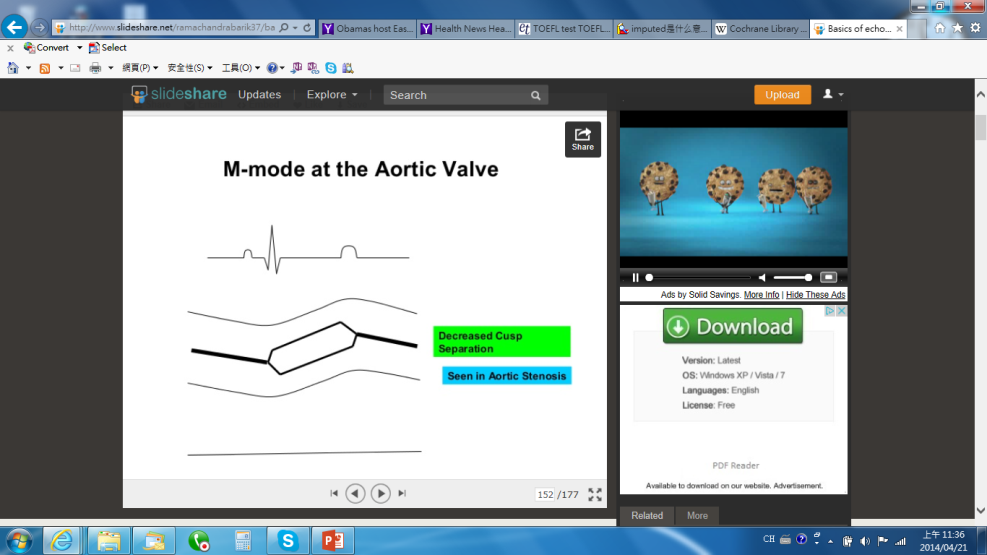 http://www.slideshare.net/ramachandrabarik37/ba
Obamas host Eas...
Health News Hea...
TOEFL test TOEFL...
imputed是什么意...
Cochrane Library ...
Basics of echo...
x Convert Select
網頁(P) 安全性(S) 工具(O)
slideshare Updates Explore Search Upload
Share
M-mode at the Aortic Valve
Decreased Cusp
Separation
Seen in Aortic Stenosis
152 /177
Ads by Solid Savings. More Info | Hide These Ads
Download
Version: Latest
OS: Windows XP / Vista / 7
Languages: English
License: Free
PDF Reader
Available to download on our website. Advertisement.
Related More
CH
上午 11:36
2014/04/21